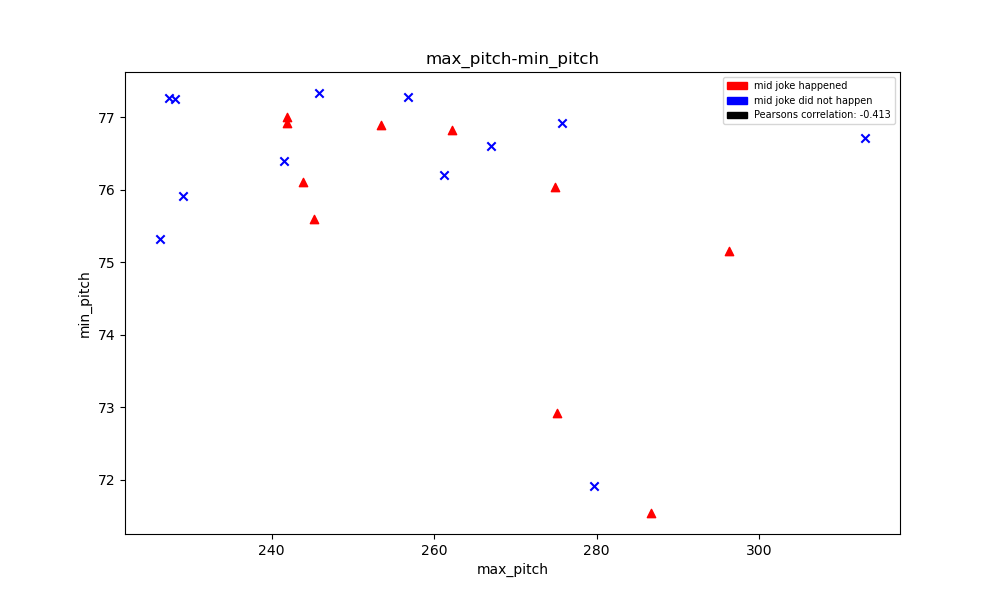 max_pitch-min_pitch
mid joke happened
mid joke did not happen
Pearsons correlation: -0.413
77
76
75
74
73
72
min_pitch
240
260
280
300
max_pitch